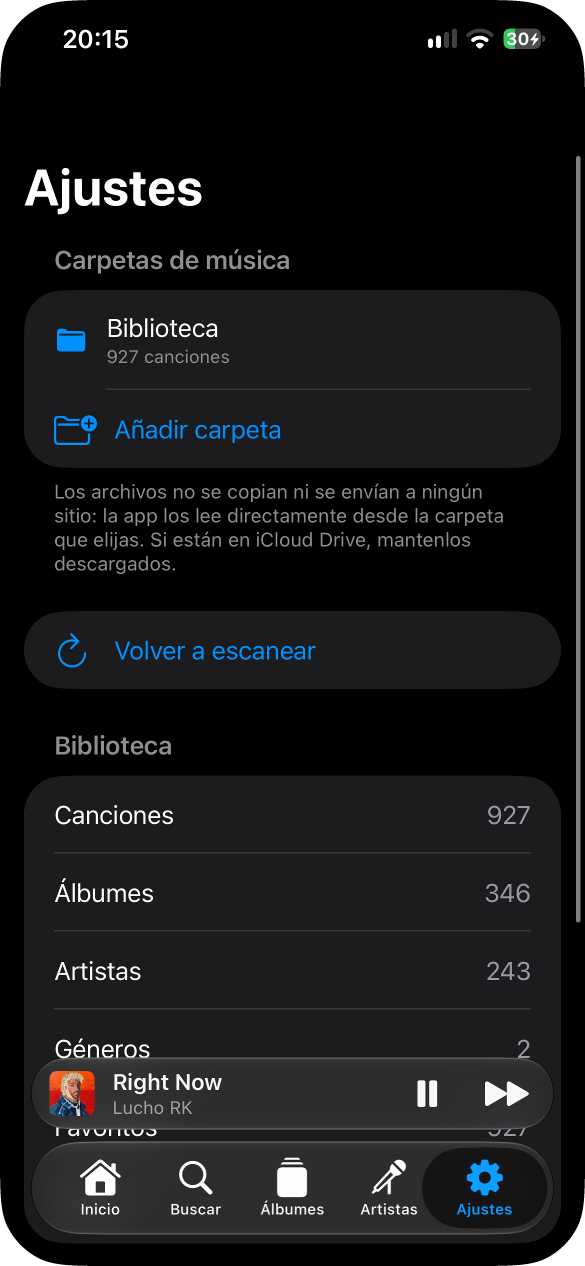 20:15
30
Ajustes
Carpetas de música
Biblioteca
927 canciones
Añadir carpeta
Los archivos no se copian ni se envían a ningún
sitio: la app los lee directamente desde la carpeta
que elijas. Si están en iCloud Drive, mantenlos
descargados.
Volver a escanear
Biblioteca
Canciones 927
Álbumes 346
Artistas 243
Géneros 2
Right Now
Lucho RK
Favoritos 927
Inicio Buscar Álbumes Artistas Ajustes